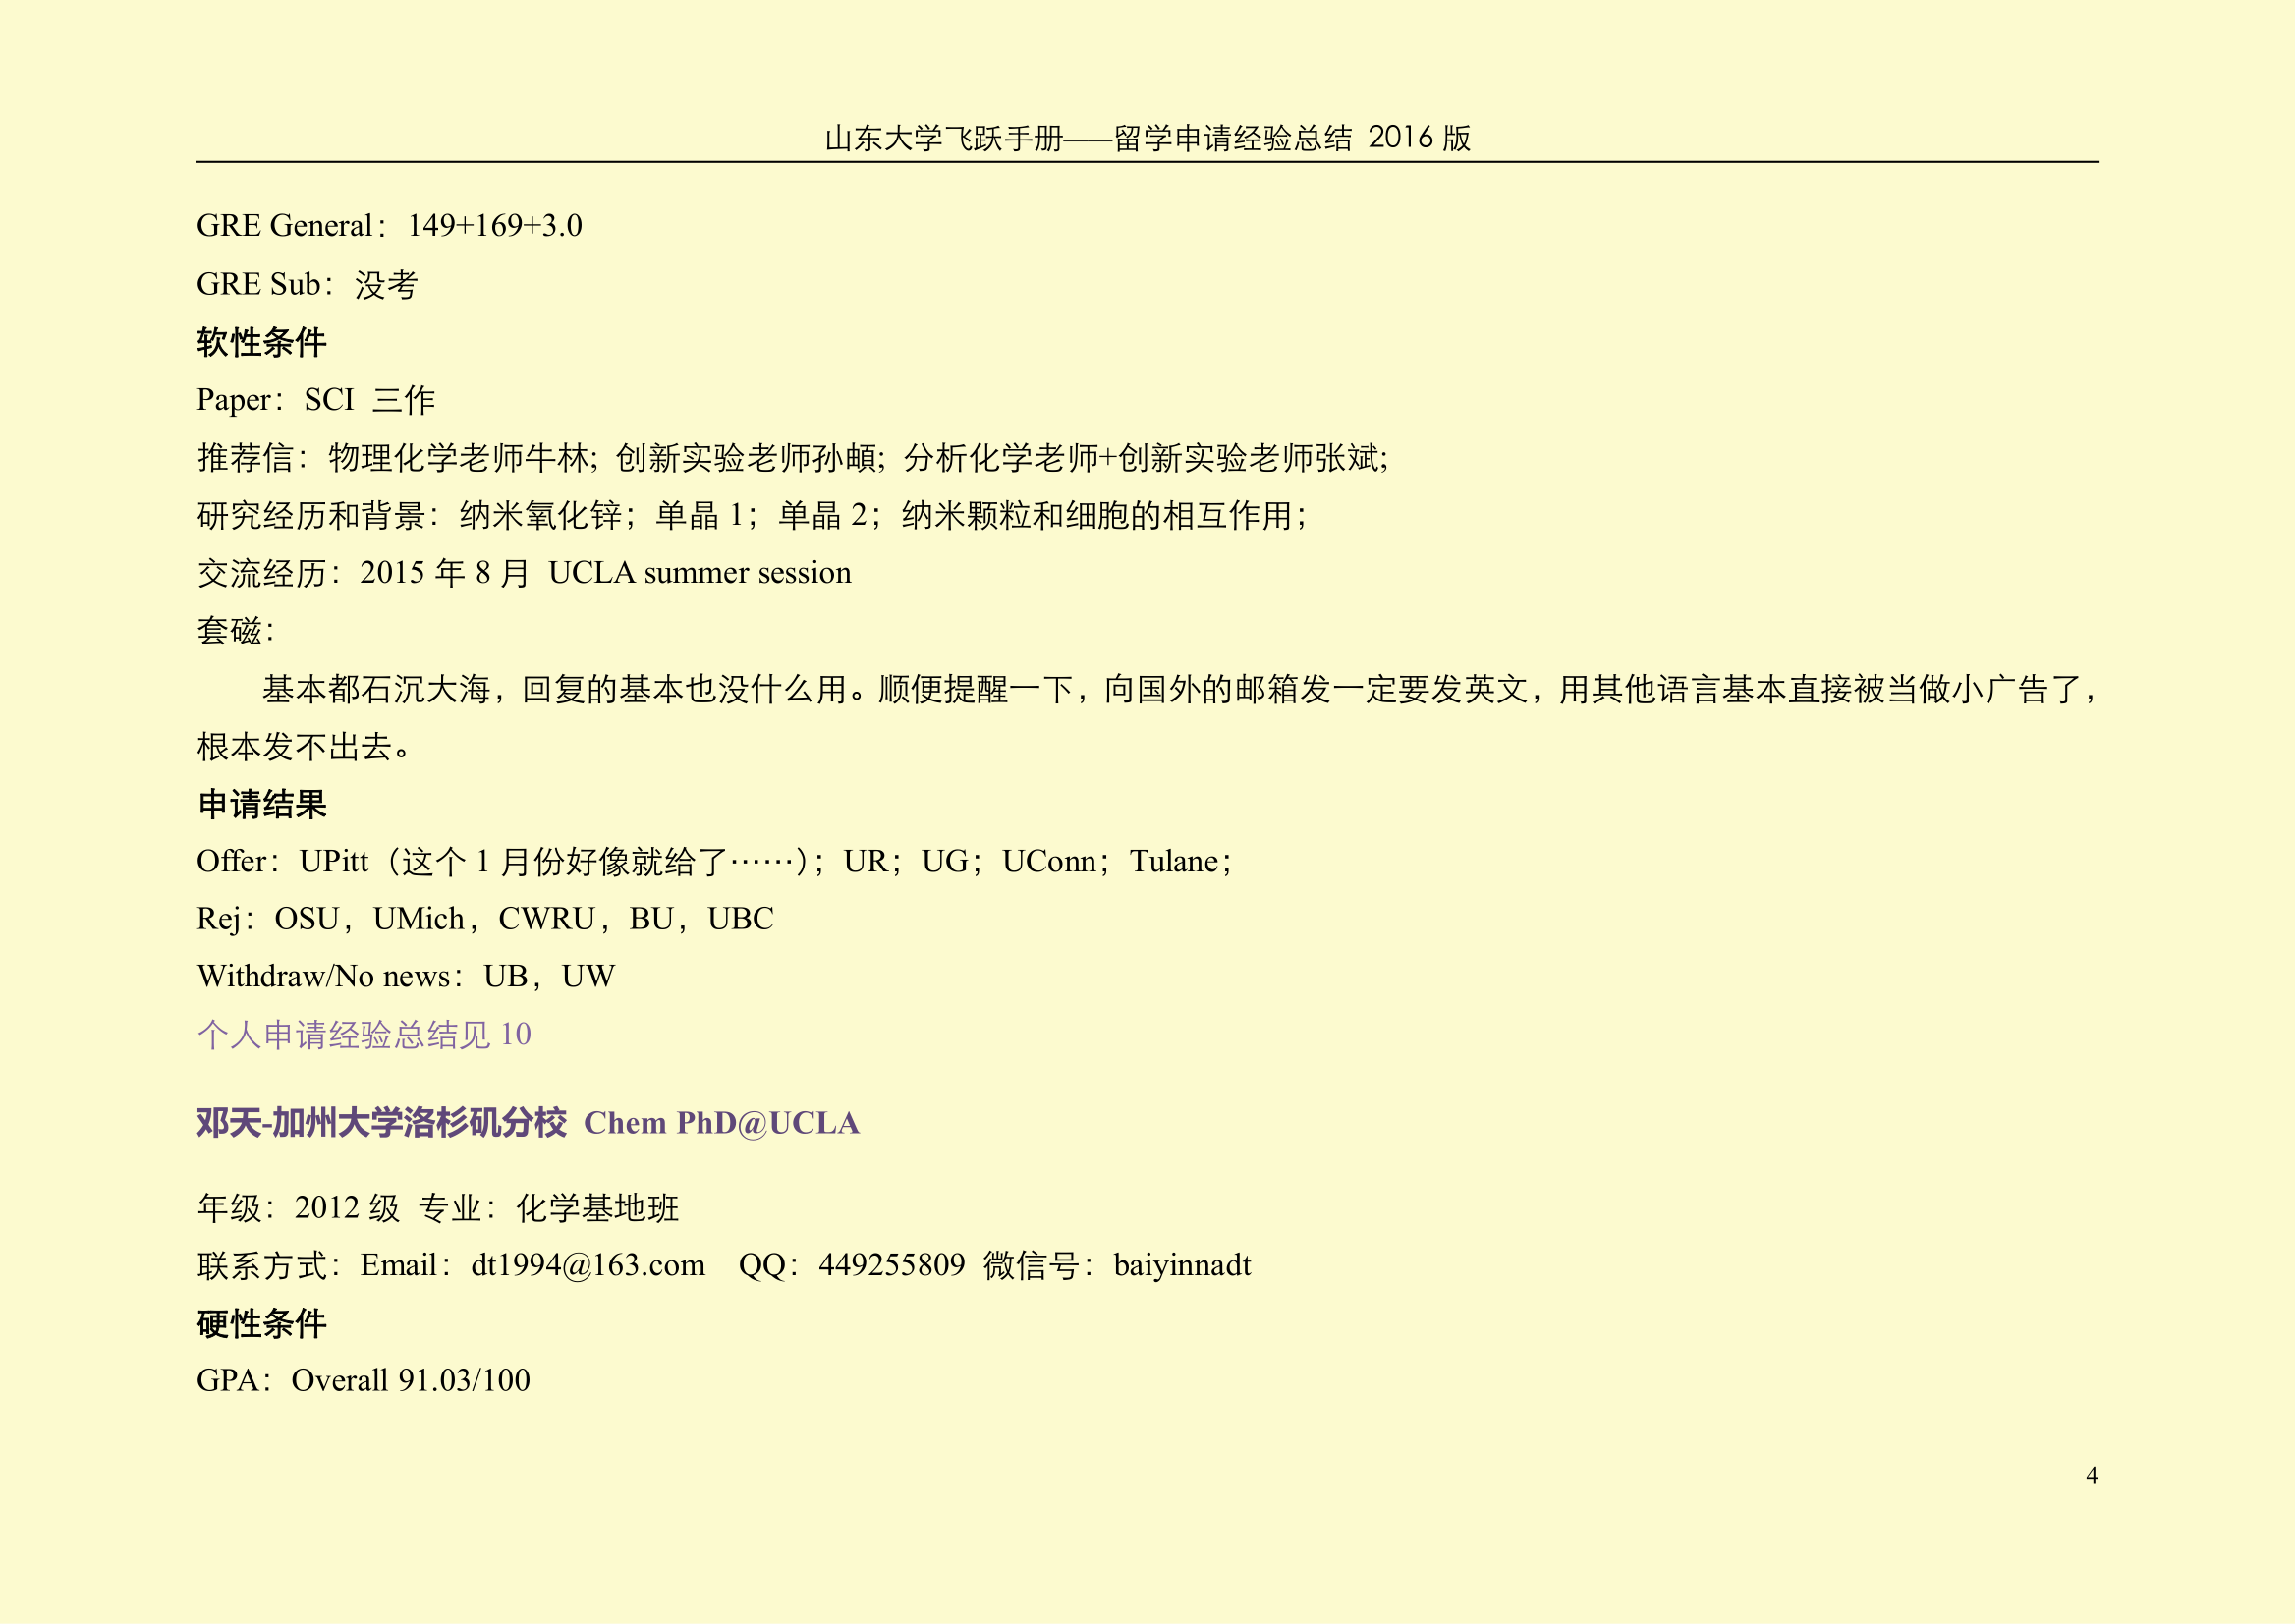 山东大学飞跃手册——留学申请经验总结 2016 版
GRE General：149+169+3.0
GRE Sub：没考
软性条件
Paper：SCI 三作
推荐信：物理化学老师牛林; 创新实验老师孙頔; 分析化学老师+创新实验老师张斌;
研究经历和背景：纳米氧化锌；单晶 1；单晶 2；纳米颗粒和细胞的相互作用；
交流经历：2015 年 8 月 UCLA summer session
套磁：
基本都石沉大海，回复的基本也没什么用。顺便提醒一下，向国外的邮箱发一定要发英文，用其他语言基本直接被当做小广告了，
根本发不出去。
申请结果
Offer：UPitt（这个 1 月份好像就给了……）；UR；UG；UConn；Tulane；
Rej：OSU，UMich，CWRU，BU，UBC
Withdraw/No news：UB，UW
个人申请经验总结见 10
邓天-加州大学洛杉矶分校 Chem PhD@UCLA
年级：2012 级 专业：化学基地班
联系方式：Email：dt1994@163.com QQ：449255809 微信号：baiyinnadt
硬性条件
GPA：Overall 91.03/100
4